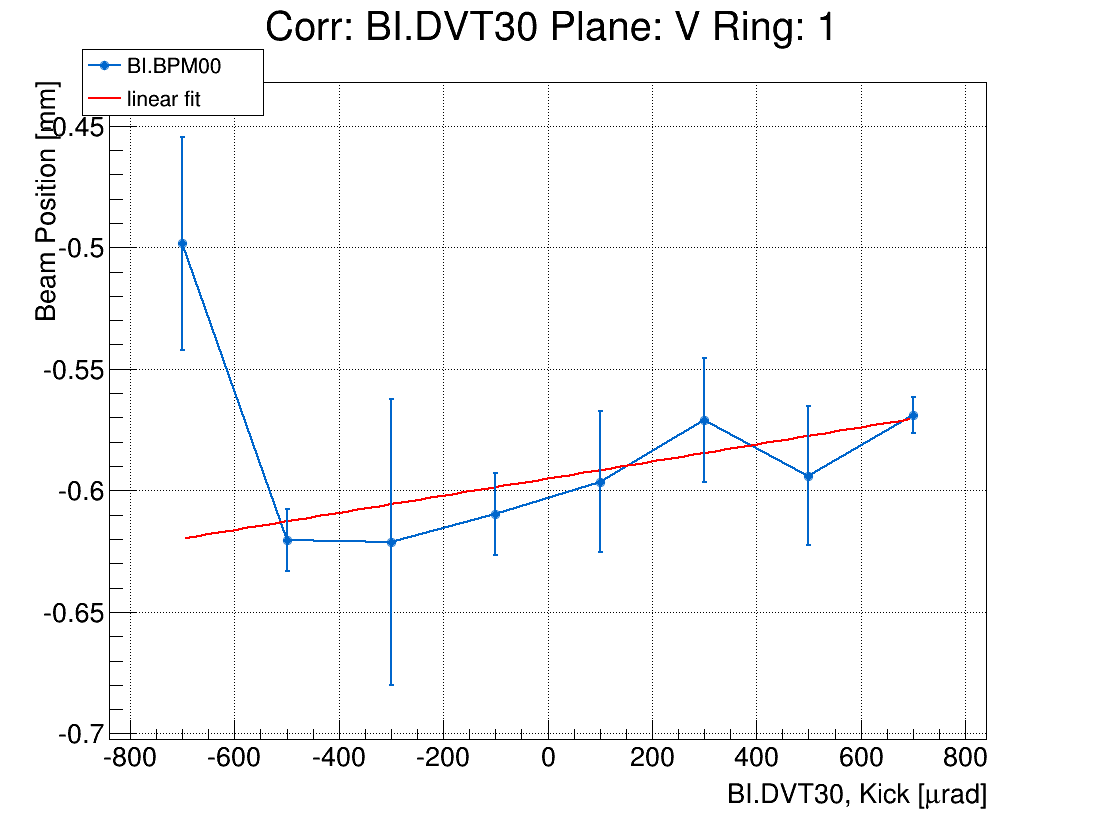 Corr: BI.DVT30 Plane: V Ring: 1
BI.BPM00
linear fit
Beam Position [mm]
-0.45
-0.5
-0.55
-0.6
-0.65
-0.7
-800 -600 -400 -200 0 200 400 600 800
BI.DVT30, Kick [μrad]